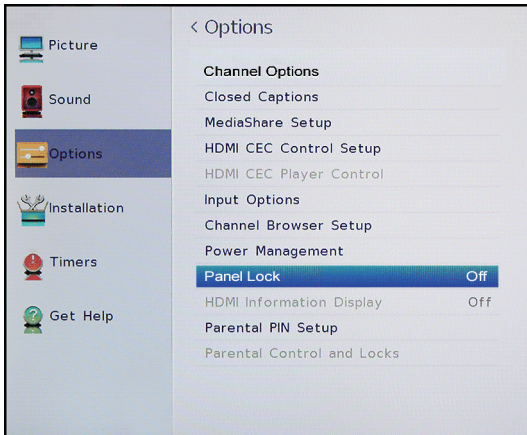 Picture
Sound
Options
Installation
Timers
Get Help
< Options
Channel Options
Closed Captions
MediaShare Setup
HDMI CEC Control Setup
HDMI CEC Player Control
Input Options
Channel Browser Setup
Power Management
Panel Lock Off
HDMI Information Display Off
Parental PIN Setup
Parental Control and Locks